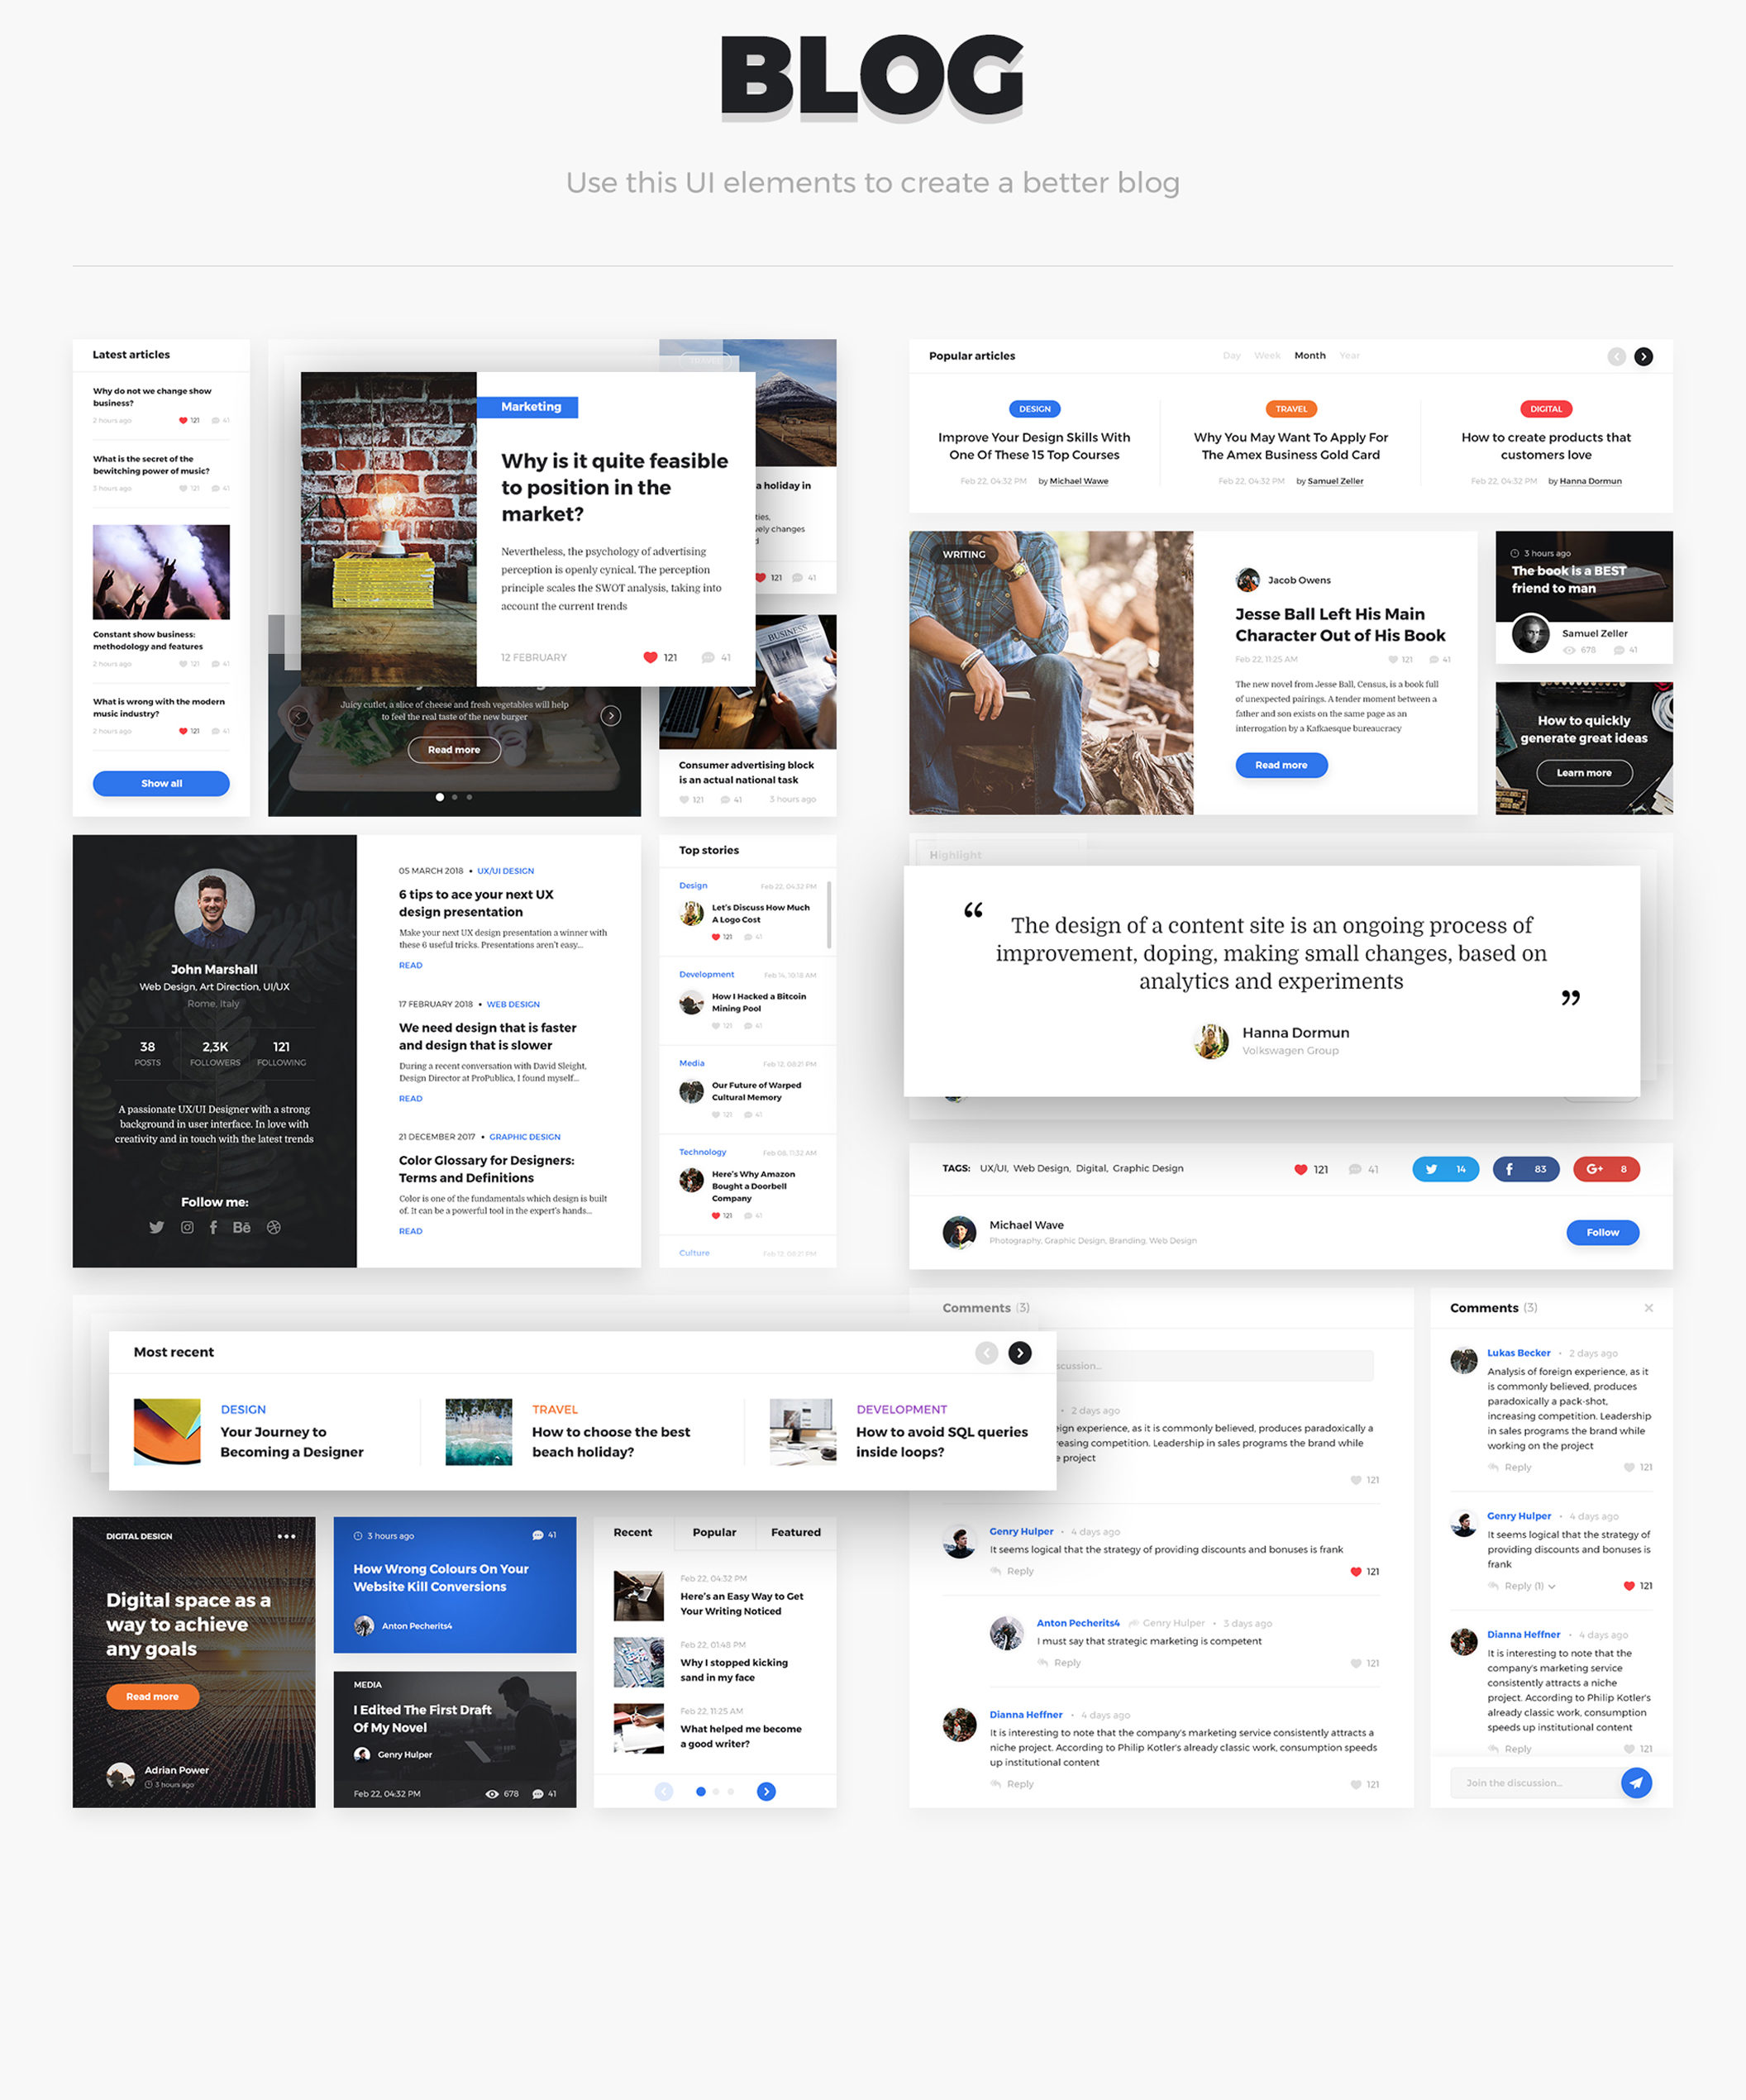 BLOG
Use this UI elements to create a better blog
Latest articles
Why do not we change show
business?
2 hours ago 121 41
What is the secret of the
bewitching power of music?
3 hours ago 121 41
Constant show business:
methodology and features
2 hours ago 121 41
What is wrong with the modern
music industry?
2 hours ago 121 41
Show all
Marketing
Why is it quite feasible
to position in the
market?
Nevertheless, the psychology of advertising
perception is openly cynical. The perception
principle scales the SWOT analysis, taking into
account the current trends
12 FEBRUARY 121 41
a holiday in
changes
121 41
Juicy cutlet, a slice of cheese and fresh vegetables will help
to feel the real taste of the new burger
Read more
BUSINESS
Consumer advertising block
is an actual national task
121 41 3 hours ago
Popular articles Day Week Month Year
DESIGN
Improve Your Design Skills With
One Of These 15 Top Courses
Feb 22, 04:32 PM by Michael Wawe
TRAVEL
Why You May Want To Apply For
The Amex Business Gold Card
Feb 22, 04:32 PM by Samuel Zeller
DIGITAL
How to create products that
customers love
Feb 22, 04:32 PM by Hanna Dormun
WRITING
Jacob Owens
Jesse Ball Left His Main
Character Out of His Book
Feb 22, 11:25 AM 121 41
The new novel from Jesse Ball, Census, is a book full
of unexpected pairings. A tender moment between a
father and son exists on the same page as an
interrogation by a Kafkaesque bureaucracy
Read more
3 hours ago
The book is a BEST
friend to man
Samuel Zeller
678 41
How to quickly
generate great ideas
Learn more
John Marshall
Web Design, Art Direction, UI/UX
Rome, Italy
38 2,3K 121
POSTS FOLLOWERS FOLLOWING
A passionate UX/UI Designer with a strong
background in user interface. In love with
creativity and in touch with the latest trends
Follow me:
Bē
05 MARCH 2018 • UX/UI DESIGN
6 tips to ace your next UX
design presentation
Make your next UX design presentation a winner with
these 6 useful tricks. Presentations aren't easy...
READ
17 FEBRUARY 2018 • WEB DESIGN
We need design that is faster
and design that is slower
During a recent conversation with David Sleight,
Design Director at ProPublica, I found myself...
READ
21 DECEMBER 2017 • GRAPHIC DESIGN
Color Glossary for Designers:
Terms and Definitions
Color is one of the fundamentals which design is built
of. It can be a powerful tool in the expert's hands...
READ
Top stories
Design Feb 22, 04:32 PM
Let's Discuss How Much
A Logo Cost
121 41
Development Feb 14, 10:18 AM
How I Hacked a Bitcoin
Mining Pool
121 41
Media Feb 12, 08:21 PM
Our Future of Warped
Cultural Memory
121 41
Technology Feb 08, 11:32 AM
Here's Why Amazon
Bought a Doorbell
Company
121 41
Culture Feb 12, 08:21 PM
Highlight
“ The design of a content site is an ongoing process of
improvement, doping, making small changes, based on
analytics and experiments ”
Hanna Dormun
Volkswagen Group
TAGS: UX/UI, Web Design, Digital, Graphic Design 121 41 14 f 83 G+ 8
Michael Wave
Photography, Graphic Design, Branding, Web Design
Follow
Most recent
DESIGN
Your Journey to
Becoming a Designer
TRAVEL
How to choose the best
beach holiday?
DEVELOPMENT
How to avoid SQL queries
inside loops?
Comments (3)
• 2 days ago
experience, as it is commonly believed, produces paradoxically a
competition. Leadership in sales programs the brand while
project
121
Genry Hulper • 4 days ago
It seems logical that the strategy of providing discounts and bonuses is frank
Reply 121
Anton Pecherits4 Genry Hulper • 3 days ago
I must say that strategic marketing is competent
Reply 121
Dianna Heffner • 4 days ago
It is interesting to note that the company's marketing service consistently attracts a
niche project. According to Philip Kotler's already classic work, consumption speeds
up institutional content
Reply 121
Comments (3) ×
Lukas Becker • 2 days ago
Analysis of foreign experience, as it
is commonly believed, produces
paradoxically a pack-shot,
increasing competition. Leadership
in sales programs the brand while
working on the project
Reply 121
Genry Hulper • 4 days ago
It seems logical that the strategy of
providing discounts and bonuses is
frank
Reply (1) 121
Dianna Heffner • 4 days ago
It is interesting to note that the
company's marketing service
consistently attracts a niche
project. According to Philip Kotler's
already classic work, consumption
speeds up institutional content
Reply 121
Join the discussion...
DIGITAL DESIGN
Digital space as a
way to achieve
any goals
Read more
Adrian Power
3 hours ago
3 hours ago 41
How Wrong Colours On Your
Website Kill Conversions
Anton Pecherits4
MEDIA
I Edited The First Draft
Of My Novel
Genry Hulper
Feb 22, 04:32 PM 678 41
Recent Popular Featured
Feb 22, 04:32 PM
Here's an Easy Way to Get
Your Writing Noticed
Feb 22, 01:48 PM
Why I stopped kicking
sand in my face
Feb 22, 11:25 AM
What helped me become
a good writer?